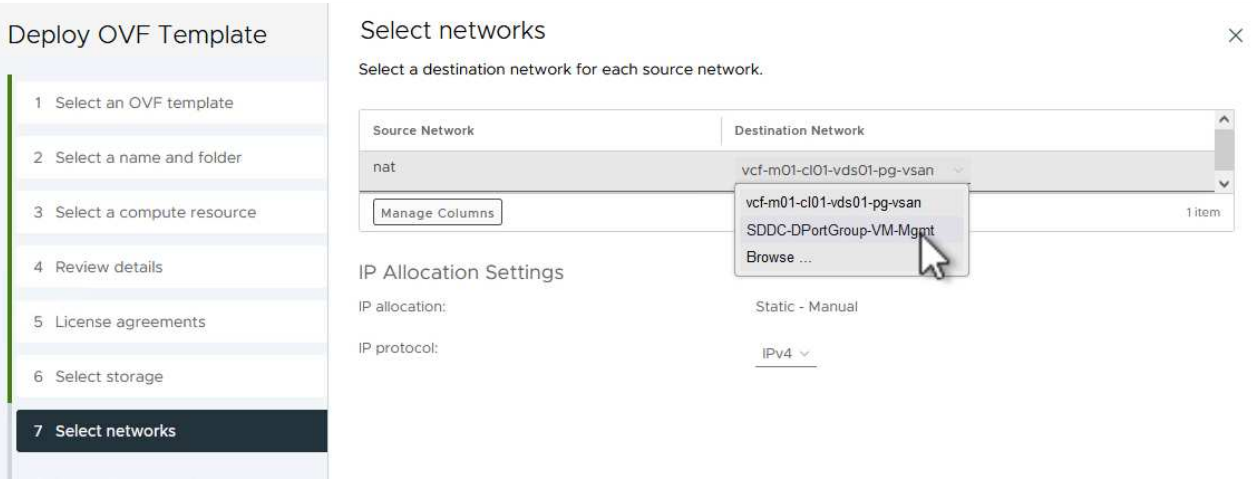 Deploy OVF Template
1 Select an OVF template
2 Select a name and folder
3 Select a compute resource
4 Review details
5 License agreements
6 Select storage
7 Select networks
Select networks
Select a destination network for each source network.
Source Network Destination Network
nat vcf-m01-cl01-vds01-pg-vsan
vcf-m01-cl01-vds01-pg-vsan
SDDC-DPortGroup-VM-Mgmt
Browse ...
Manage Columns 1 item
IP Allocation Settings
IP allocation: Static - Manual
IP protocol: IPv4